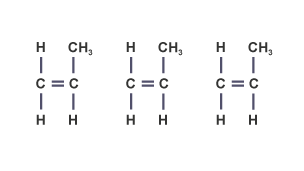 H CH₃ H CH₃ H CH₃
C = C C = C C = C
H H H H H H